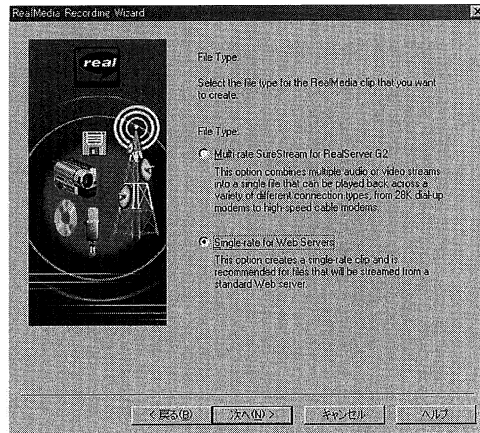 RealMedia Recording Wizard
real
File Type:
Select the file type for the RealMedia clip that you want
to create.
File Type:
Multi-rate SureStream for RealServer G2
This option combines multiple audio or video streams
into a single file that can be played back across a
variety of different connection types, from 28K dial-up
modems to high-speed cable modems.
Single-rate for Web Servers
This option creates a single-rate clip and is
recommended for files that will be streamed from a
standard Web server.
< 戻る(B) 次へ(N) > キャンセル ヘルプ